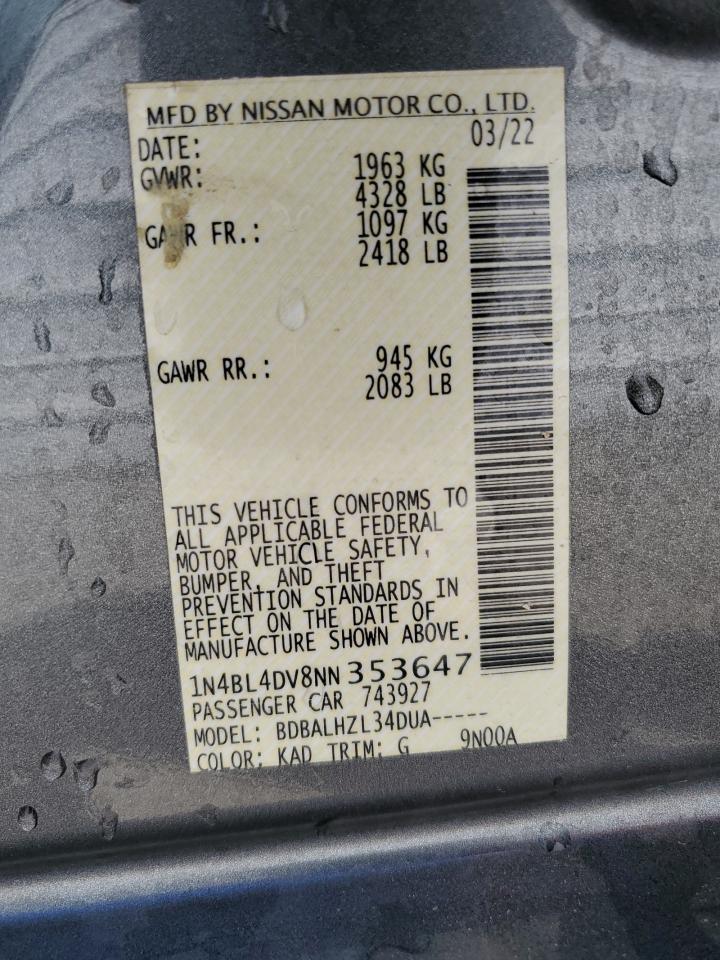 MFD BY NISSAN MOTOR CO., LTD.
DATE: 03/22
GVWR: 1963 KG
4328 LB
GAWR FR.: 1097 KG
2418 LB
GAWR RR.: 945 KG
2083 LB
THIS VEHICLE CONFORMS TO
ALL APPLICABLE FEDERAL
MOTOR VEHICLE SAFETY,
BUMPER, AND THEFT
PREVENTION STANDARDS IN
EFFECT ON THE DATE OF
MANUFACTURE SHOWN ABOVE.
1N4BL4DV8NN353647
PASSENGER CAR 743927
MODEL: BDBALHZL34DUA-----
COLOR: KAD TRIM: G 9N00A